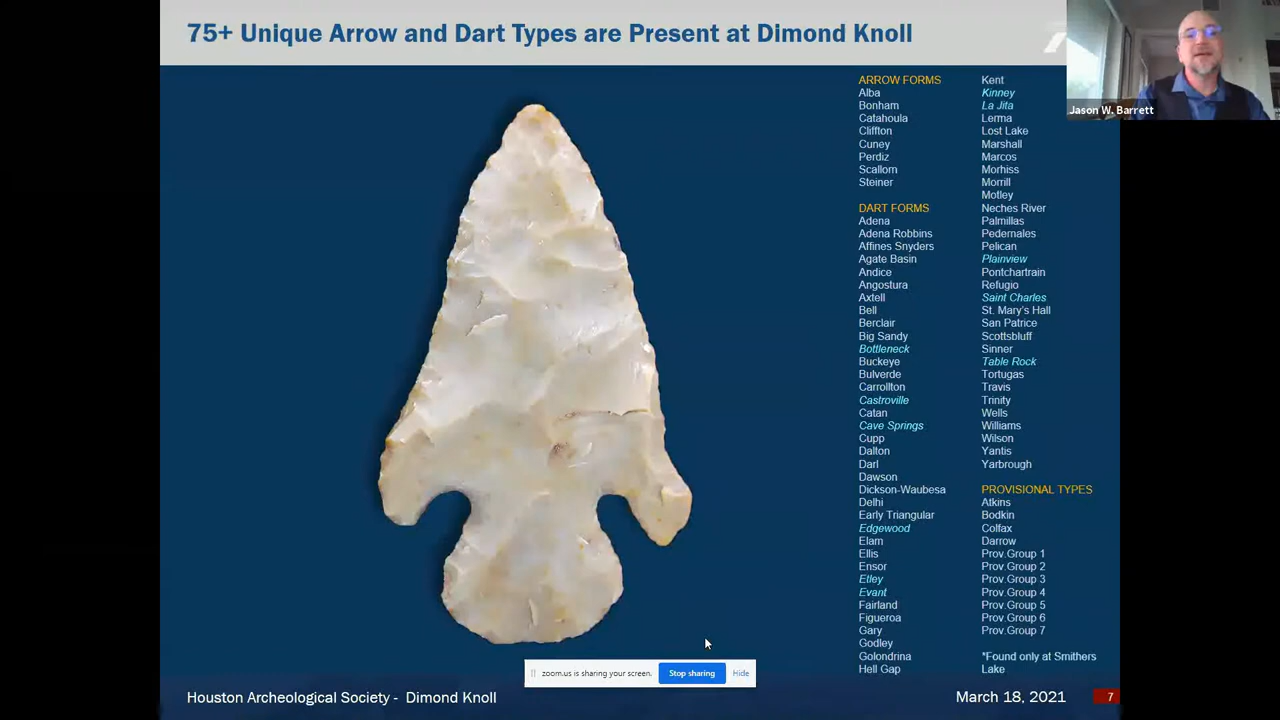 75+ Unique Arrow and Dart Types are Present at Dimond Knoll
Jason W. Barrett
ARROW FORMS
Alba
Bonham
Catahoula
Cliffton
Cuney
Perdiz
Scallorn
Steiner
DART FORMS
Adena
Adena Robbins
Affines Snyders
Agate Basin
Andice
Angostura
Axtell
Bell
Berclair
Big Sandy
Bottleneck
Buckeye
Bulverde
Carrollton
Castroville
Catan
Cave Springs
Cupp
Dalton
Darl
Dawson
Dickson-Waubesa
Delhi
Early Triangular
Edgewood
Elam
Ellis
Ensor
Etley
Evant
Fairland
Figueroa
Gary
Godley
Golondrina
Hell Gap
Kent
Kinney
La Jita
Lerma
Lost Lake
Marshall
Marcos
Morhiss
Morrill
Motley
Neches River
Palmillas
Pedernales
Pelican
Plainview
Pontchartrain
Refugio
Saint Charles
St. Mary's Hall
San Patrice
Scottsbluff
Sinner
Table Rock
Tortugas
Travis
Trinity
Wells
Williams
Wilson
Yantis
Yarbrough
PROVISIONAL TYPES
Atkins
Bodkin
Colfax
Darrow
Prov.Group 1
Prov.Group 2
Prov.Group 3
Prov.Group 4
Prov.Group 5
Prov.Group 6
Prov.Group 7
*Found only at Smithers
Lake
zoom.us is sharing your screen. Stop sharing Hide
Houston Archeological Society - Dimond Knoll March 18, 2021 7